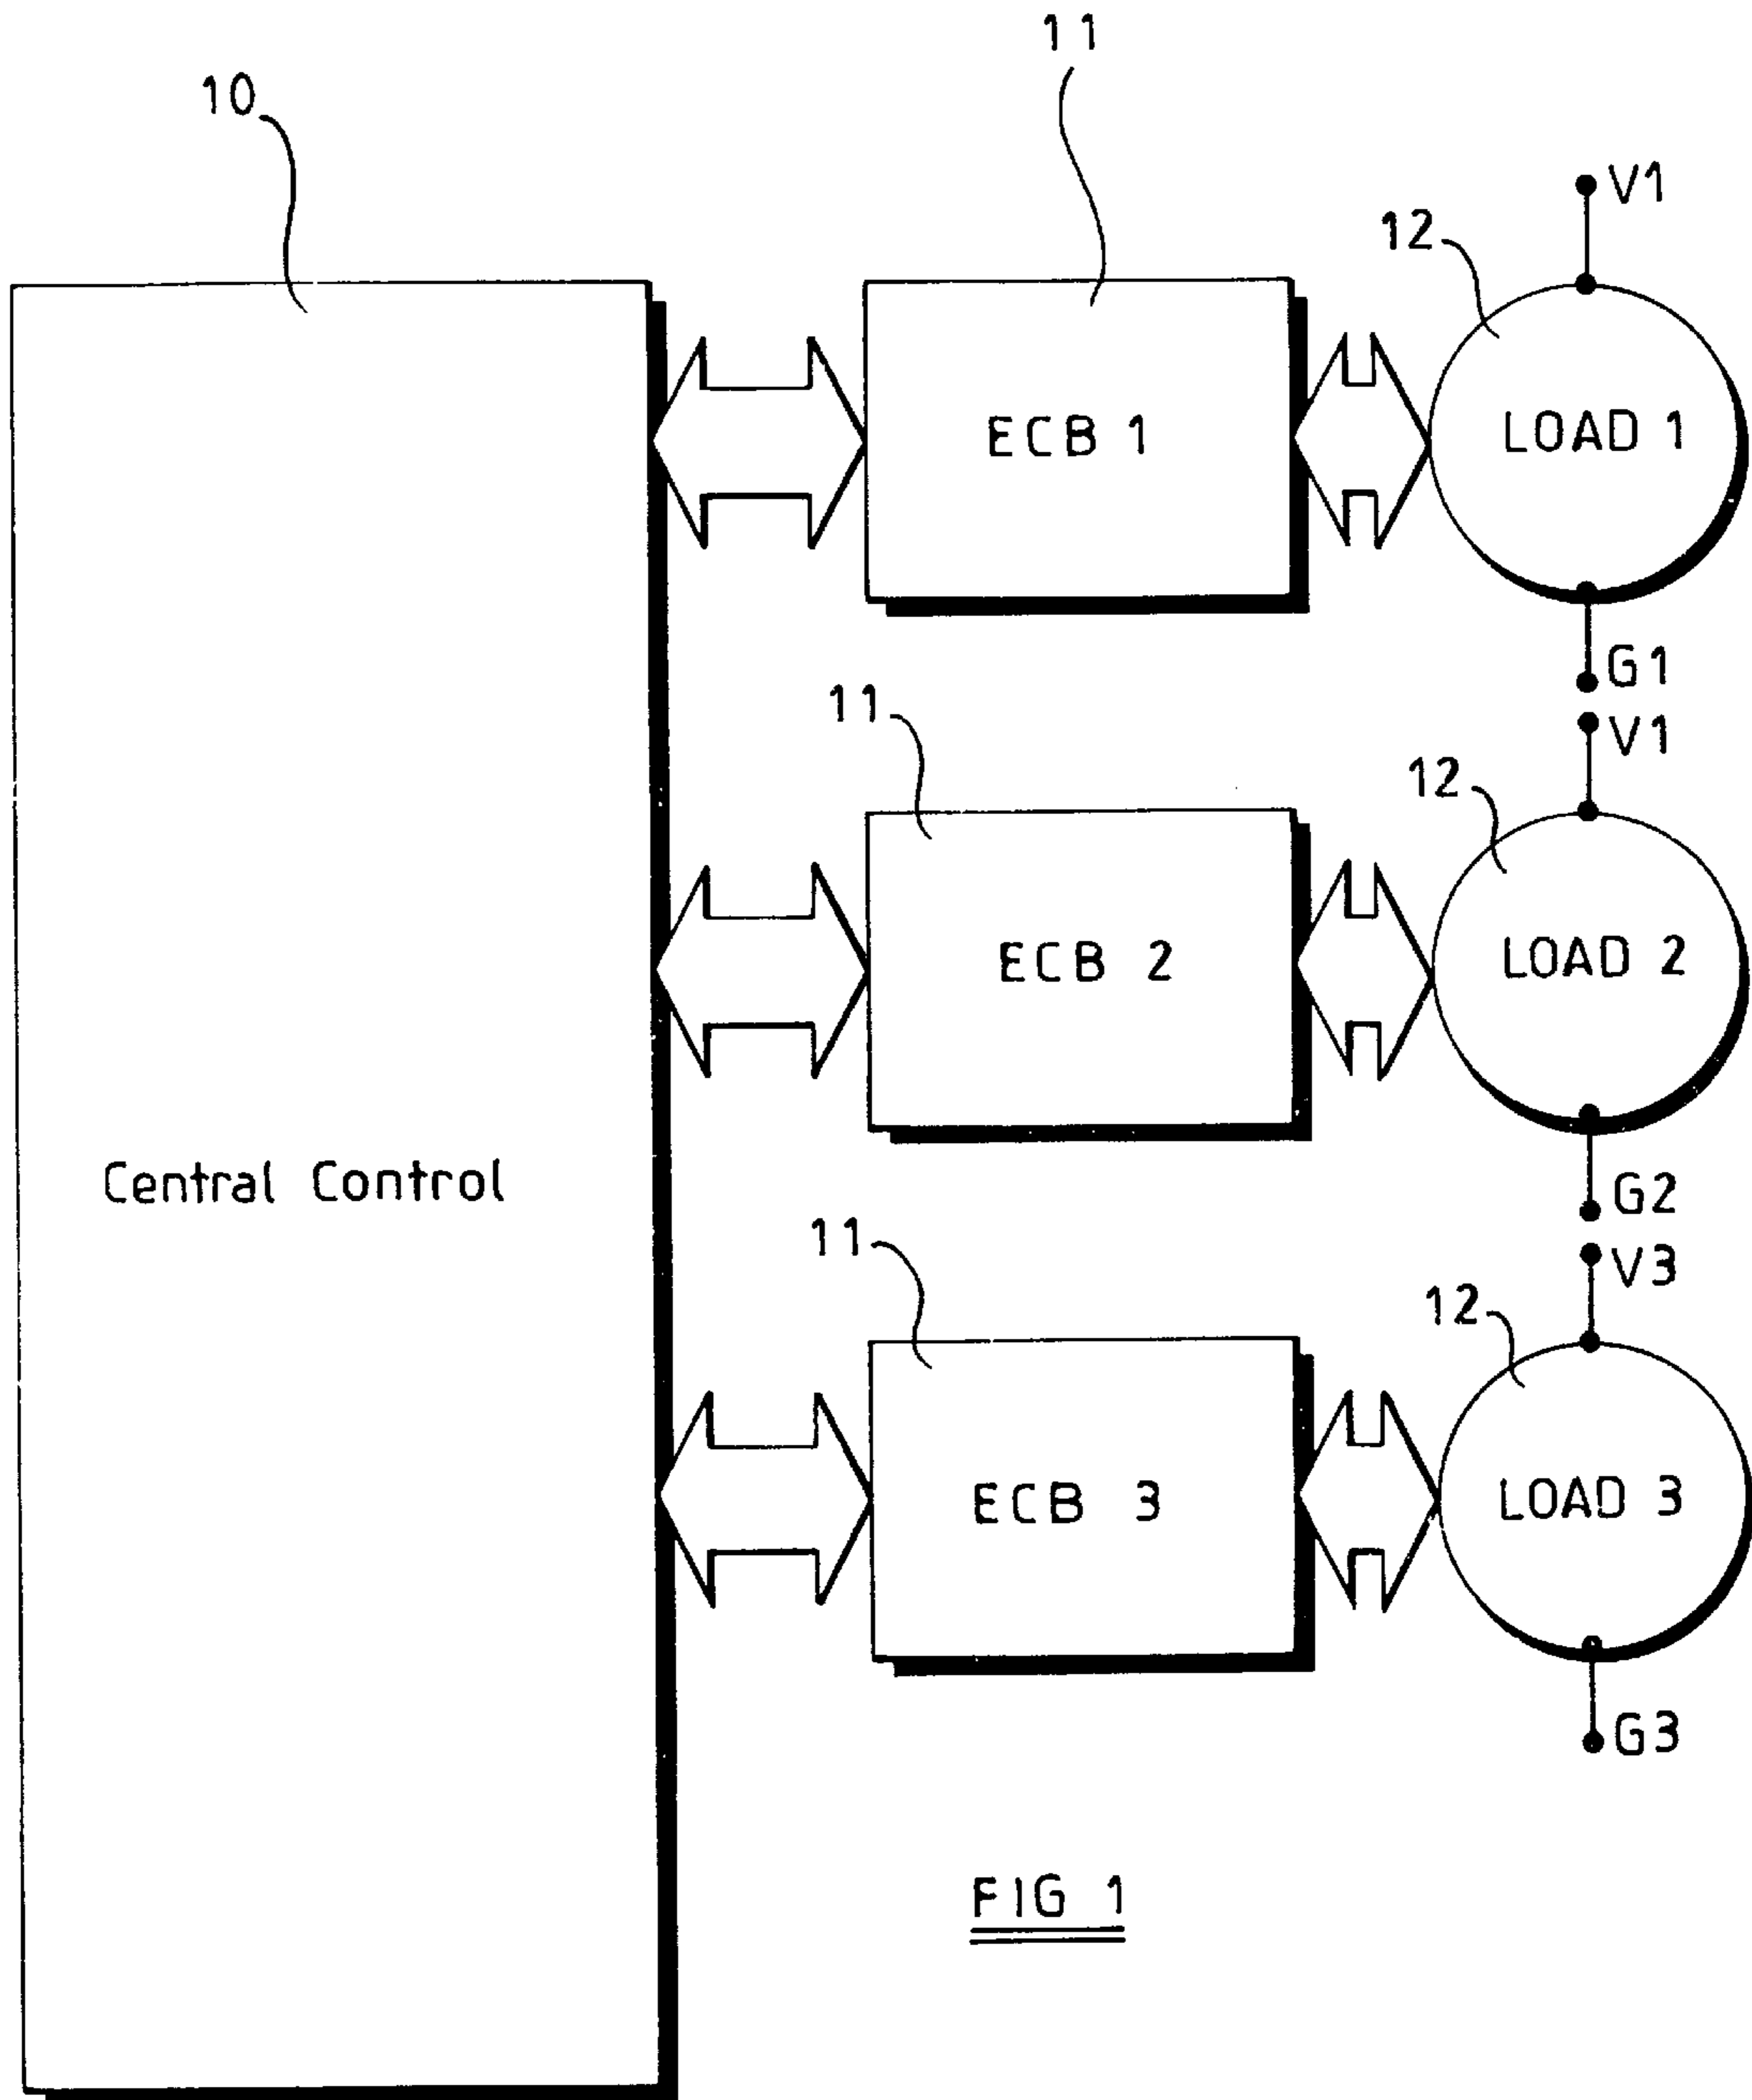 11
10
V1
12
ECB 1
LOAD 1
G1
11
V1
12
ECB 2
LOAD 2
Central Control
G2
11
V3
12
ECB 3
LOAD 3
G3
FIG 1